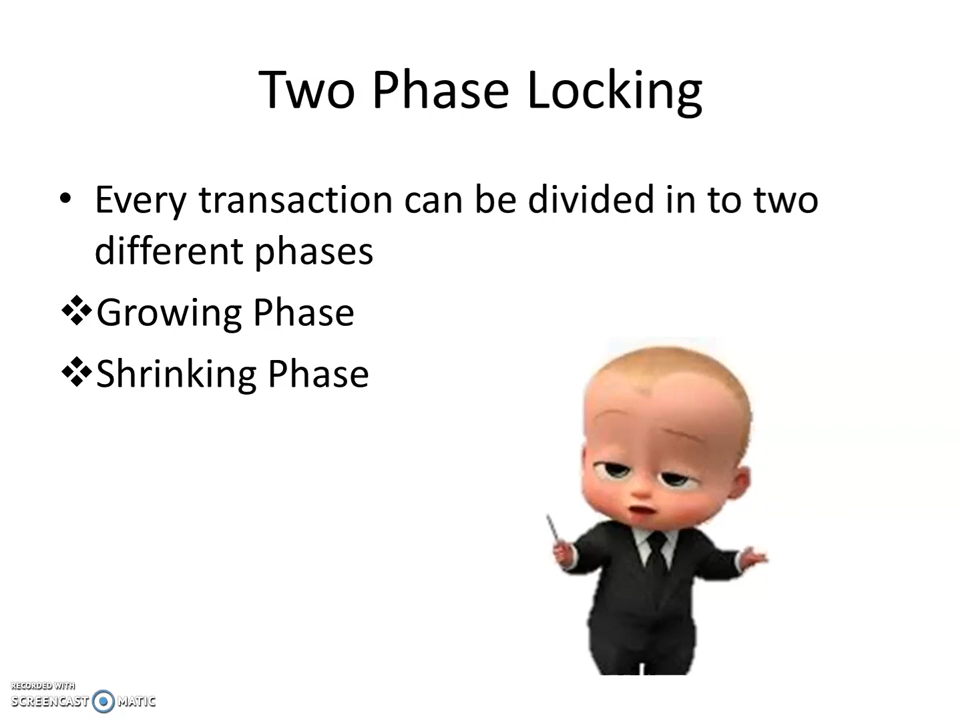 Two Phase Locking
• Every transaction can be divided in to two
different phases
❖Growing Phase
❖Shrinking Phase
RECORDED WITH
SCREENCAST MATIC